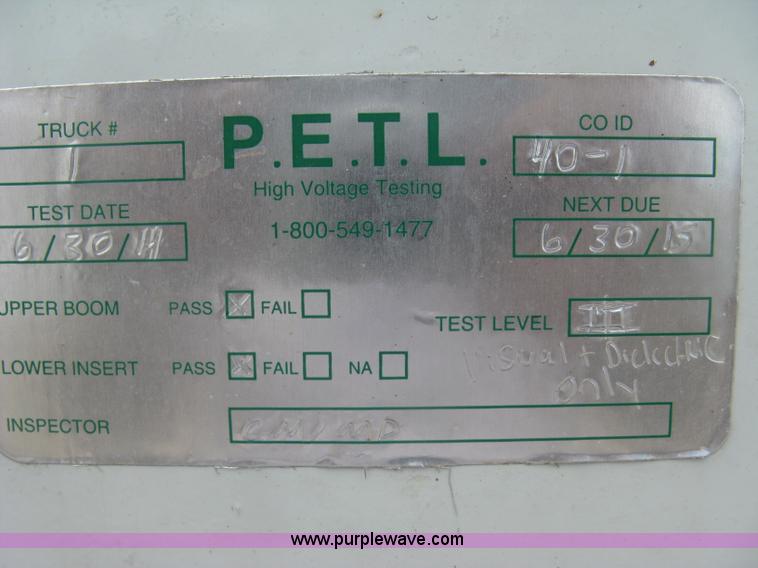 TRUCK #
1
P.E.T.L.
High Voltage Testing
1-800-549-1477
CO ID
40-1
TEST DATE
6/30/14
NEXT DUE
6/30/15
UPPER BOOM PASS X FAIL
TEST LEVEL III
Visual + Dielectric
only
LOWER INSERT PASS X FAIL NA
INSPECTOR
www.purplewave.com